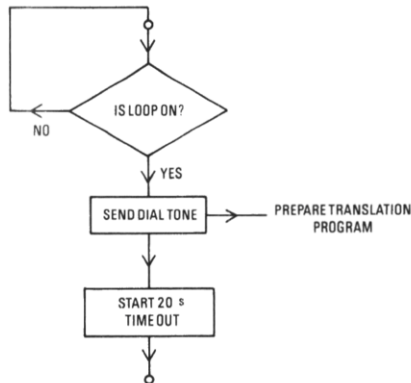 IS LOOP ON?
NO
YES
SEND DIAL TONE
PREPARE TRANSLATION
PROGRAM
START 20 s
TIME OUT